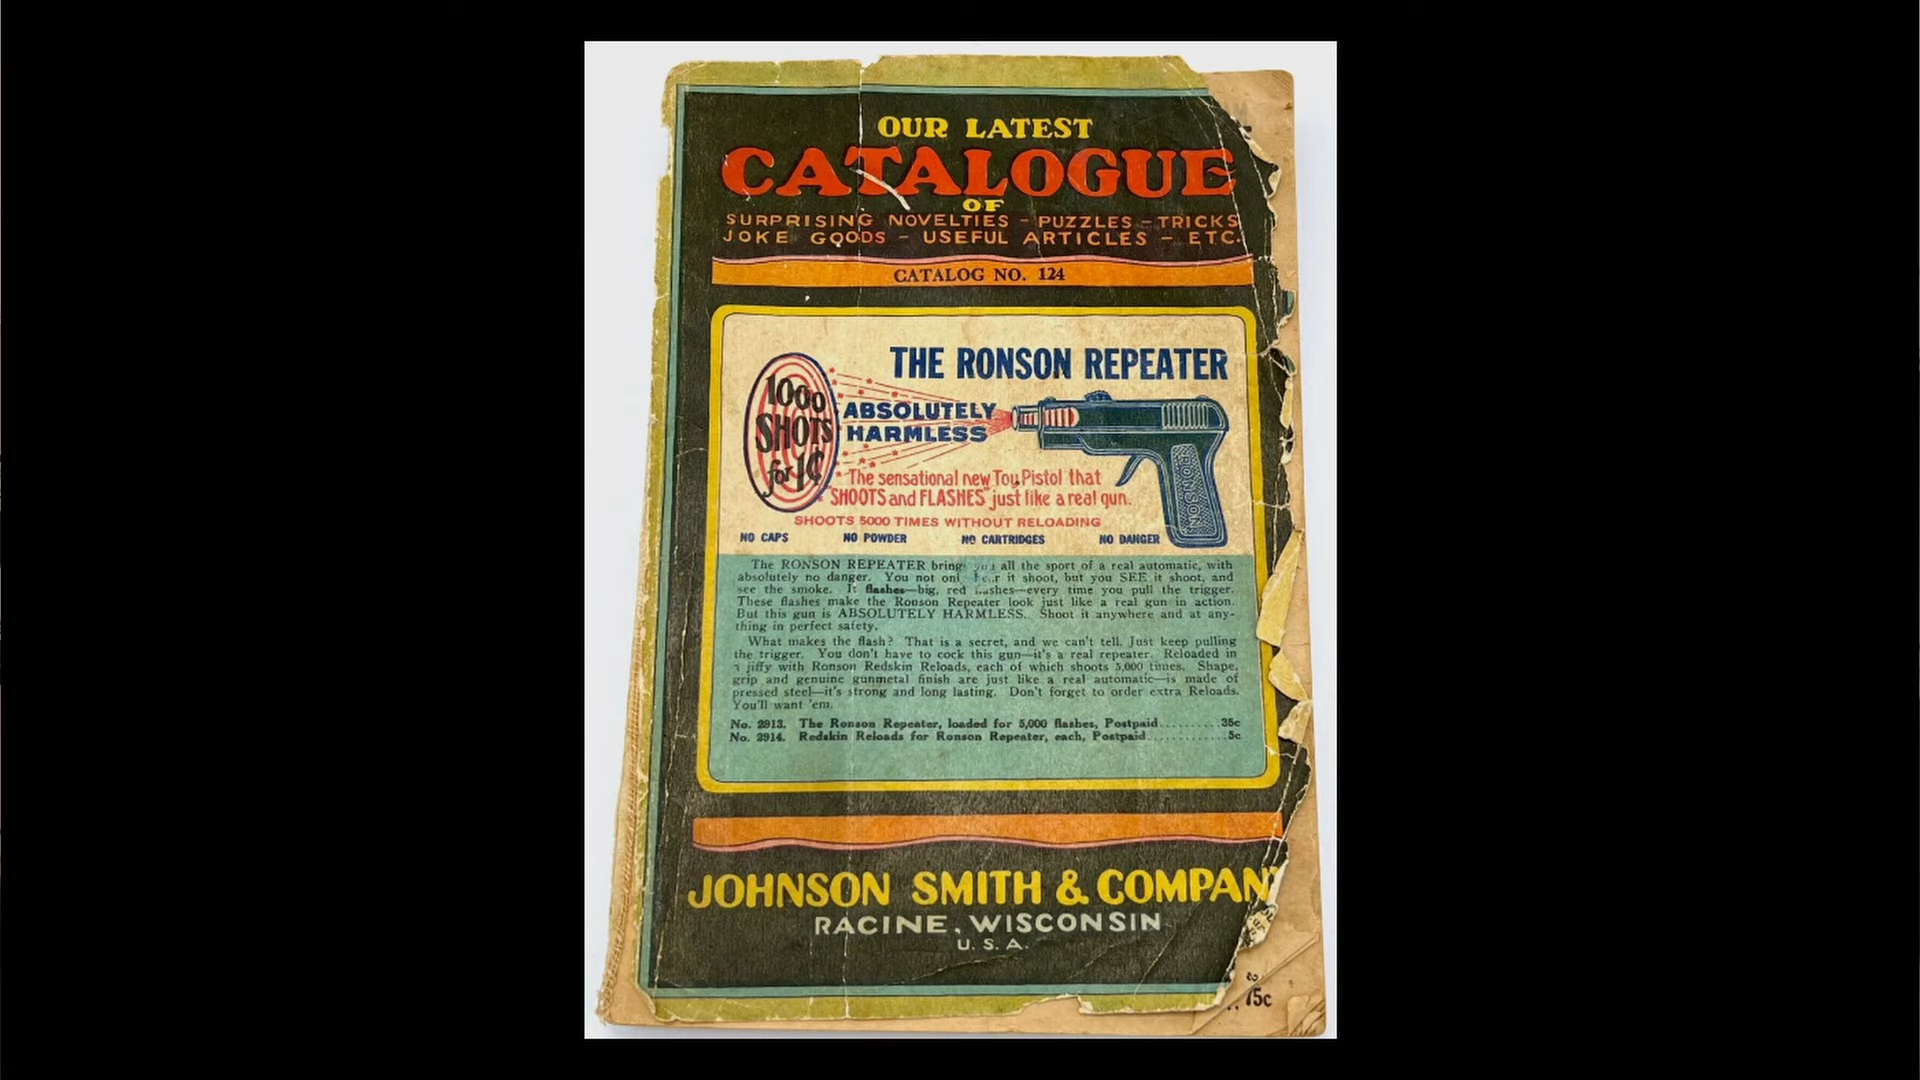 OUR LATEST
CATALOGUE
OF
SURPRISING NOVELTIES - PUZZLES - TRICKS
JOKE GOODS - USEFUL ARTICLES - ETC.
CATALOG NO. 124
THE RONSON REPEATER
1000
SHOTS
for 1¢
ABSOLUTELY
HARMLESS
The sensational new Toy Pistol that
"SHOOTS and FLASHES" just like a real gun.
RONSON
SHOOTS 5000 TIMES WITHOUT RELOADING
NO CAPS NO POWDER NO CARTRIDGES NO DANGER
The RONSON REPEATER brings you all the sport of a real automatic, with
absolutely no danger. You not only hear it shoot, but you SEE it shoot, and
see the smoke. It flashes—big, red flashes—every time you pull the trigger.
These flashes make the Ronson Repeater look just like a real gun in action.
But this gun is ABSOLUTELY HARMLESS. Shoot it anywhere and at any-
thing in perfect safety.
What makes the flash? That is a secret, and we can't tell. Just keep pulling
the trigger. You don't have to cock this gun—it's a real repeater. Reloaded in
a jiffy with Ronson Redskin Reloads, each of which shoots 5,000 times. Shape,
grip and genuine gunmetal finish are just like a real automatic—is made of
pressed steel—it's strong and long lasting. Don't forget to order extra Reloads.
You'll want 'em.
No. 2913. The Ronson Repeater, loaded for 5,000 flashes, Postpaid..........35c
No. 2914. Redskin Reloads for Ronson Repeater, each, Postpaid............5c
JOHNSON SMITH & COMPANY
RACINE, WISCONSIN
U. S. A.
75c